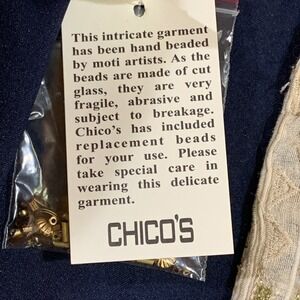 This intricate garment
has been hand beaded
by moti artists. As the
beads are made of cut
glass, they are very
fragile, abrasive and
subject to breakage.
Chico's has included
replacement beads
for your use. Please
take special care in
wearing this delicate
garment.
CHICO'S